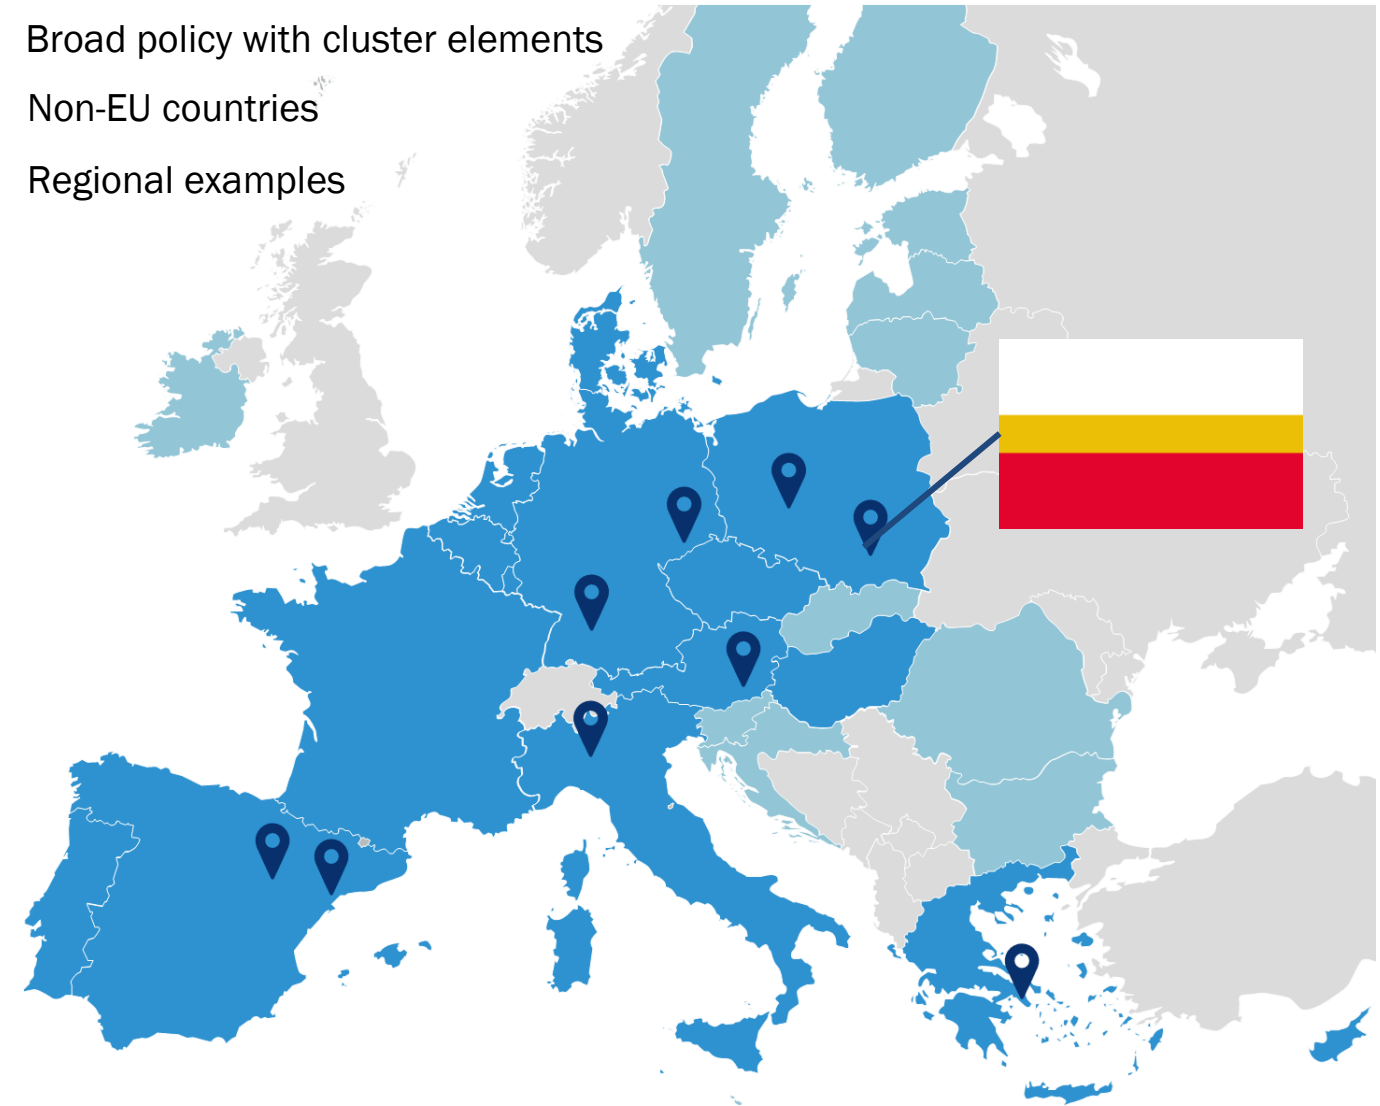 Broad policy with cluster elements
Non-EU countries
Regional examples